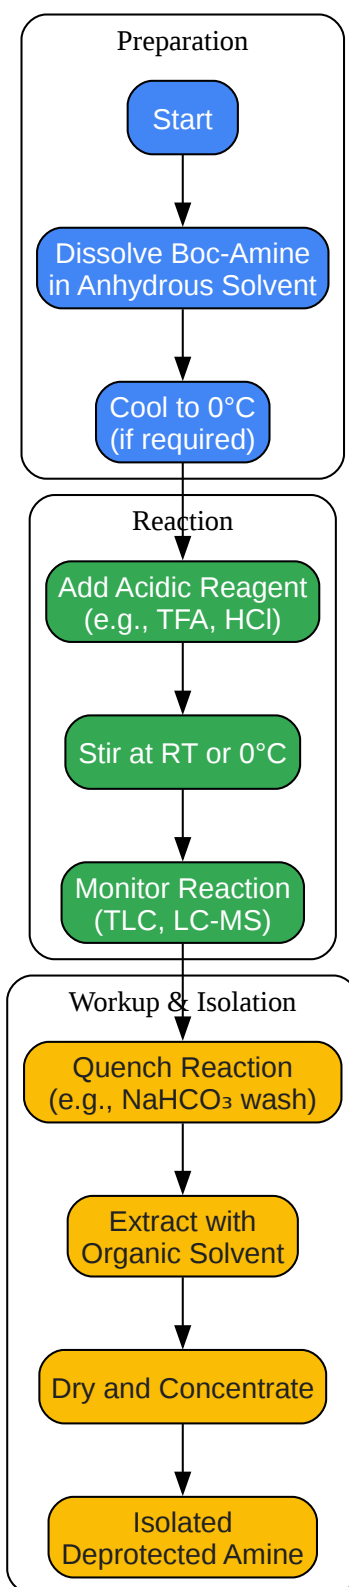 Preparation
Start
Dissolve Boc-Amine
in Anhydrous Solvent
Cool to 0°C
(if required)
Reaction
Add Acidic Reagent
(e.g., TFA, HCl)
Stir at RT or 0°C
Monitor Reaction
(TLC, LC-MS)
Workup & Isolation
Quench Reaction
(e.g., NaHCO₃ wash)
Extract with
Organic Solvent
Dry and Concentrate
Isolated
Deprotected Amine